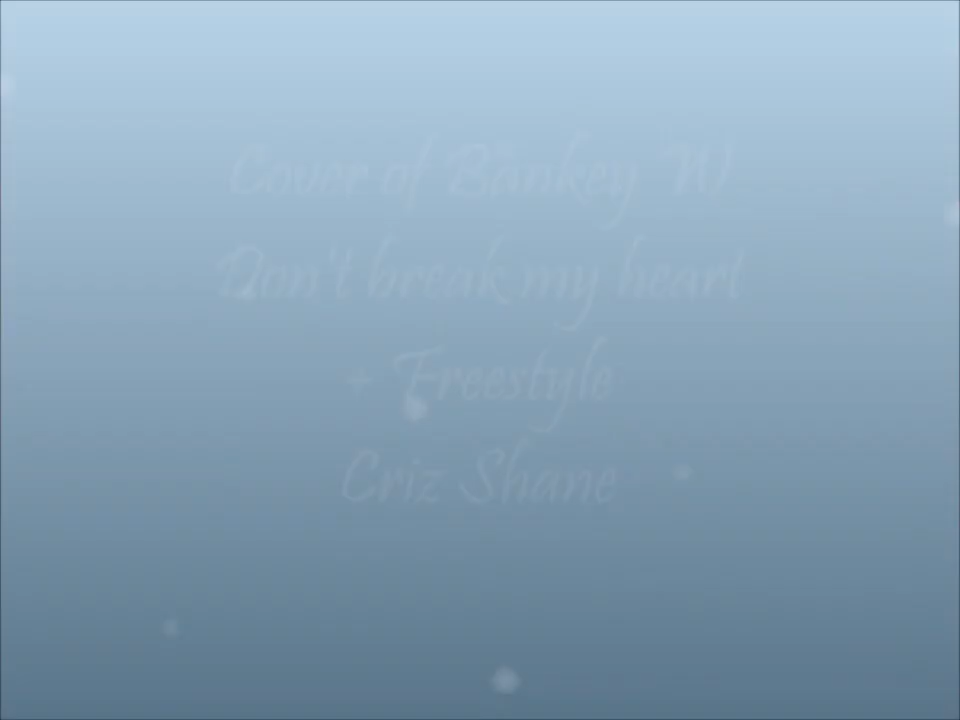 Cover of Bankey W)
Don't break my heart
+ Freestyle
Criz Shane